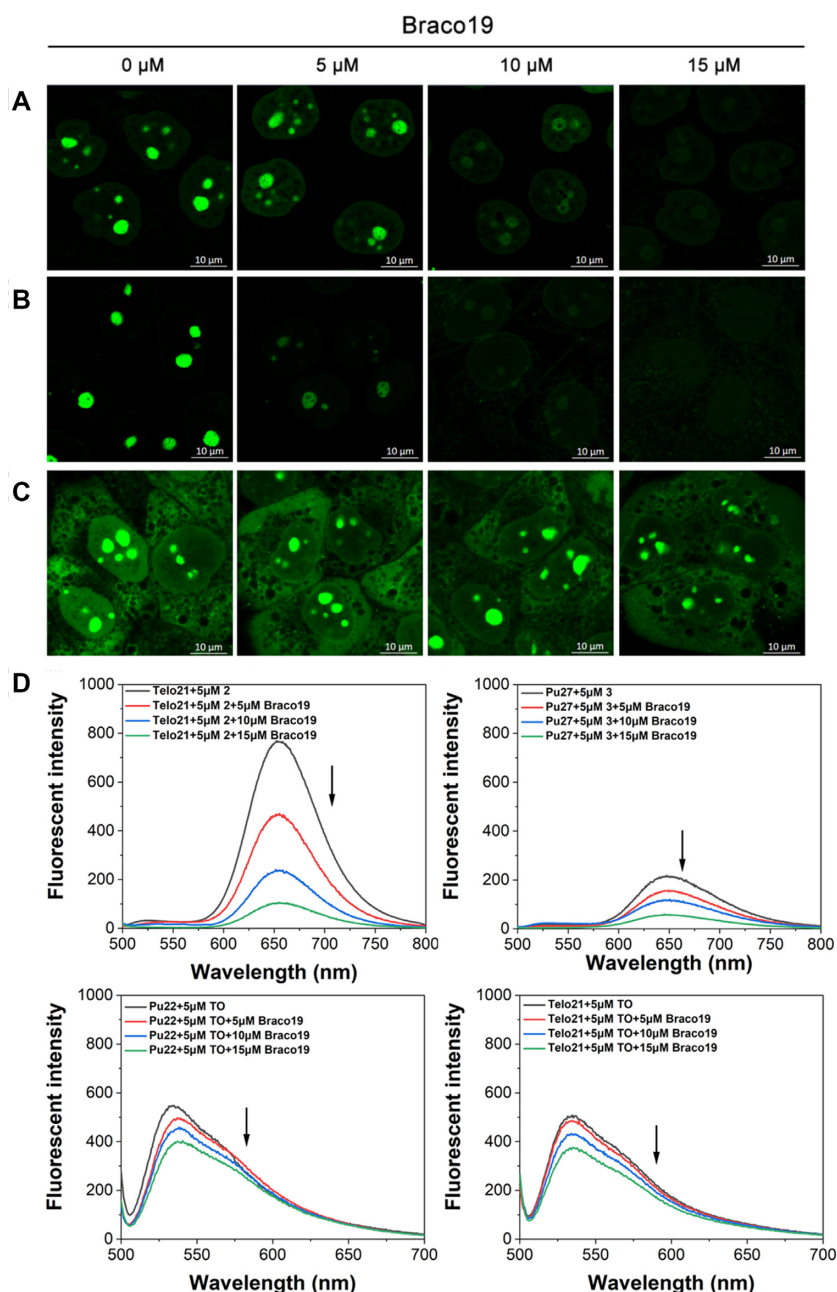 Braco19
0 μM 5 μM 10 μM 15 μM
A
10 μm 10 μm 10 μm 10 μm
B
10 μm 10 μm 10 μm 10 μm
C
10 μm 10 μm 10 μm 10 μm
D
Fluorescent intensity
1000
800
600
400
200
0
Telo21+5μM 2
Telo21+5μM 2+5μM Braco19
Telo21+5μM 2+10μM Braco19
Telo21+5μM 2+15μM Braco19
500 550 600 650 700 750 800
Wavelength (nm)
Fluorescent intensity
1000
800
600
400
200
0
Pu27+5μM 3
Pu27+5μM 3+5μM Braco19
Pu27+5μM 3+10μM Braco19
Pu27+5μM 3+15μM Braco19
500 550 600 650 700 750 800
Wavelength (nm)
Fluorescent intensity
1000
800
600
400
200
0
Pu22+5μM TO
Pu22+5μM TO+5μM Braco19
Pu22+5μM TO+10μM Braco19
Pu22+5μM TO+15μM Braco19
500 550 600 650 700
Wavelength (nm)
Fluorescent intensity
1000
800
600
400
200
0
Telo21+5μM TO
Telo21+5μM TO+5μM Braco19
Telo21+5μM TO+10μM Braco19
Telo21+5μM TO+15μM Braco19
500 550 600 650 700
Wavelength (nm)